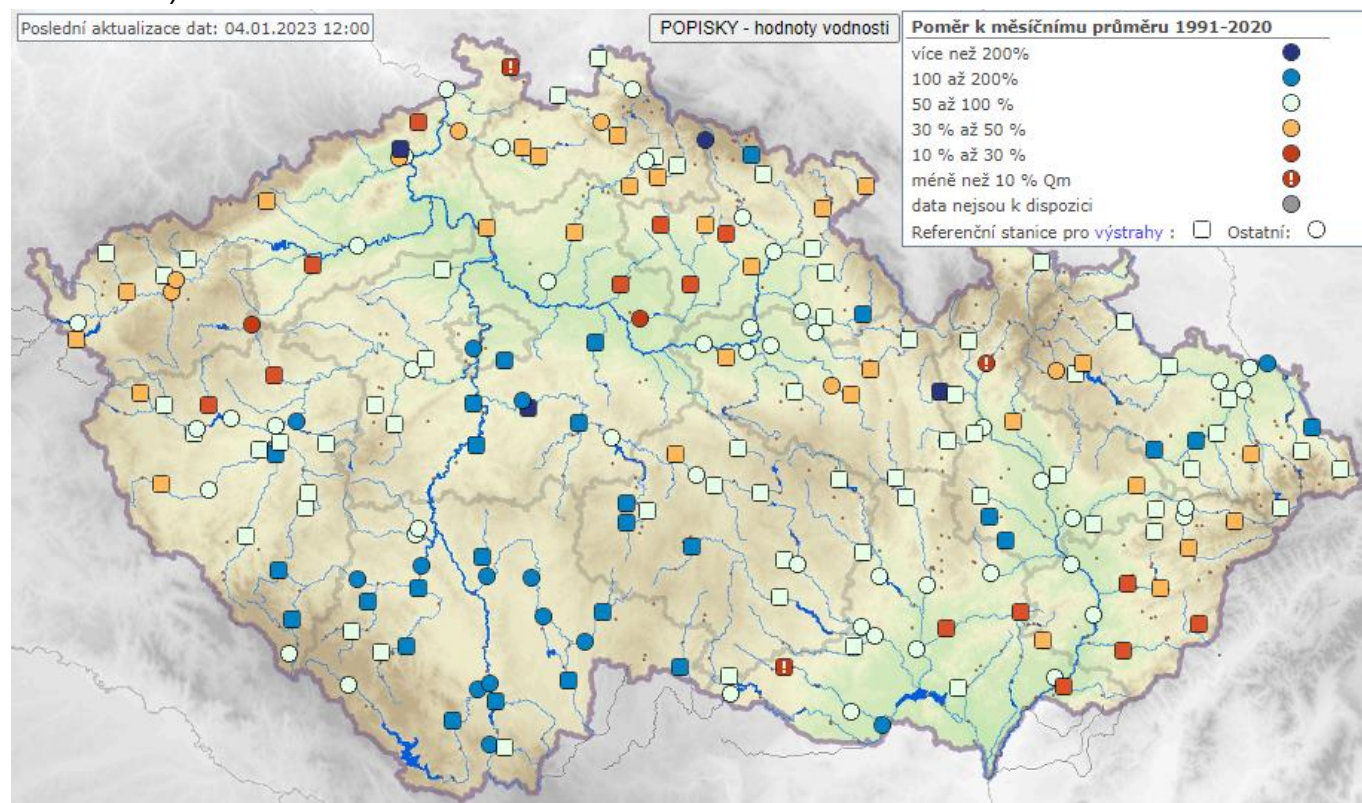 Poslední aktualizace dat: 04.01.2023 12:00
POPISKY - hodnoty vodnosti
Poměr k měsíčnímu průměru 1991-2020
více než 200%
100 až 200%
50 až 100 %
30 % až 50 %
10 % až 30 %
méně než 10 % Qm
data nejsou k dispozici
Referenční stanice pro výstrahy : Ostatní: